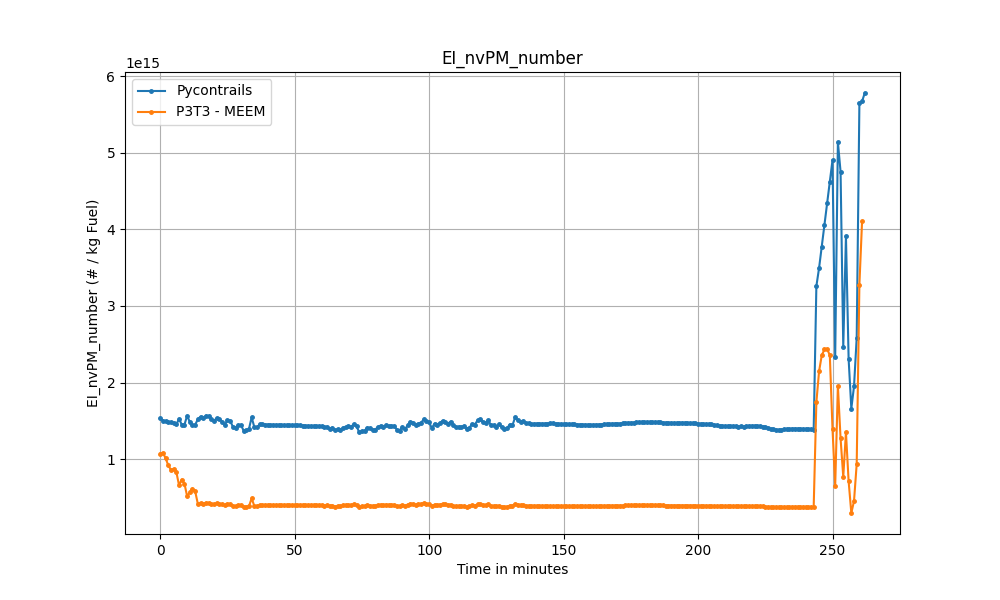 EI_nvPM_number
1e15
Pycontrails
P3T3 - MEEM
6
5
4
3
2
1
EI_nvPM_number (# / kg Fuel)
0 50 100 150 200 250
Time in minutes